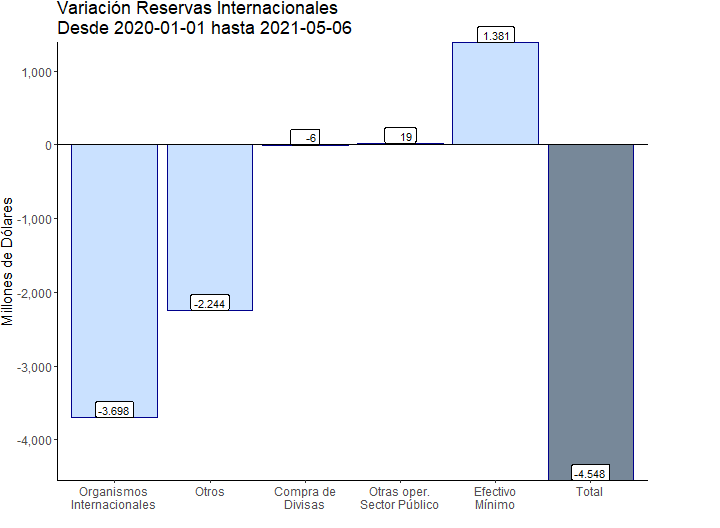 Variación Reservas Internacionales
Desde 2020-01-01 hasta 2021-05-06
Millones de Dólares
1,000
0
-1,000
-2,000
-3,000
-4,000
-3.698
-2.244
-6
19
1.381
-4.548
Organismos
Internacionales
Otros
Compra de
Divisas
Otras oper.
Sector Público
Efectivo
Mínimo
Total